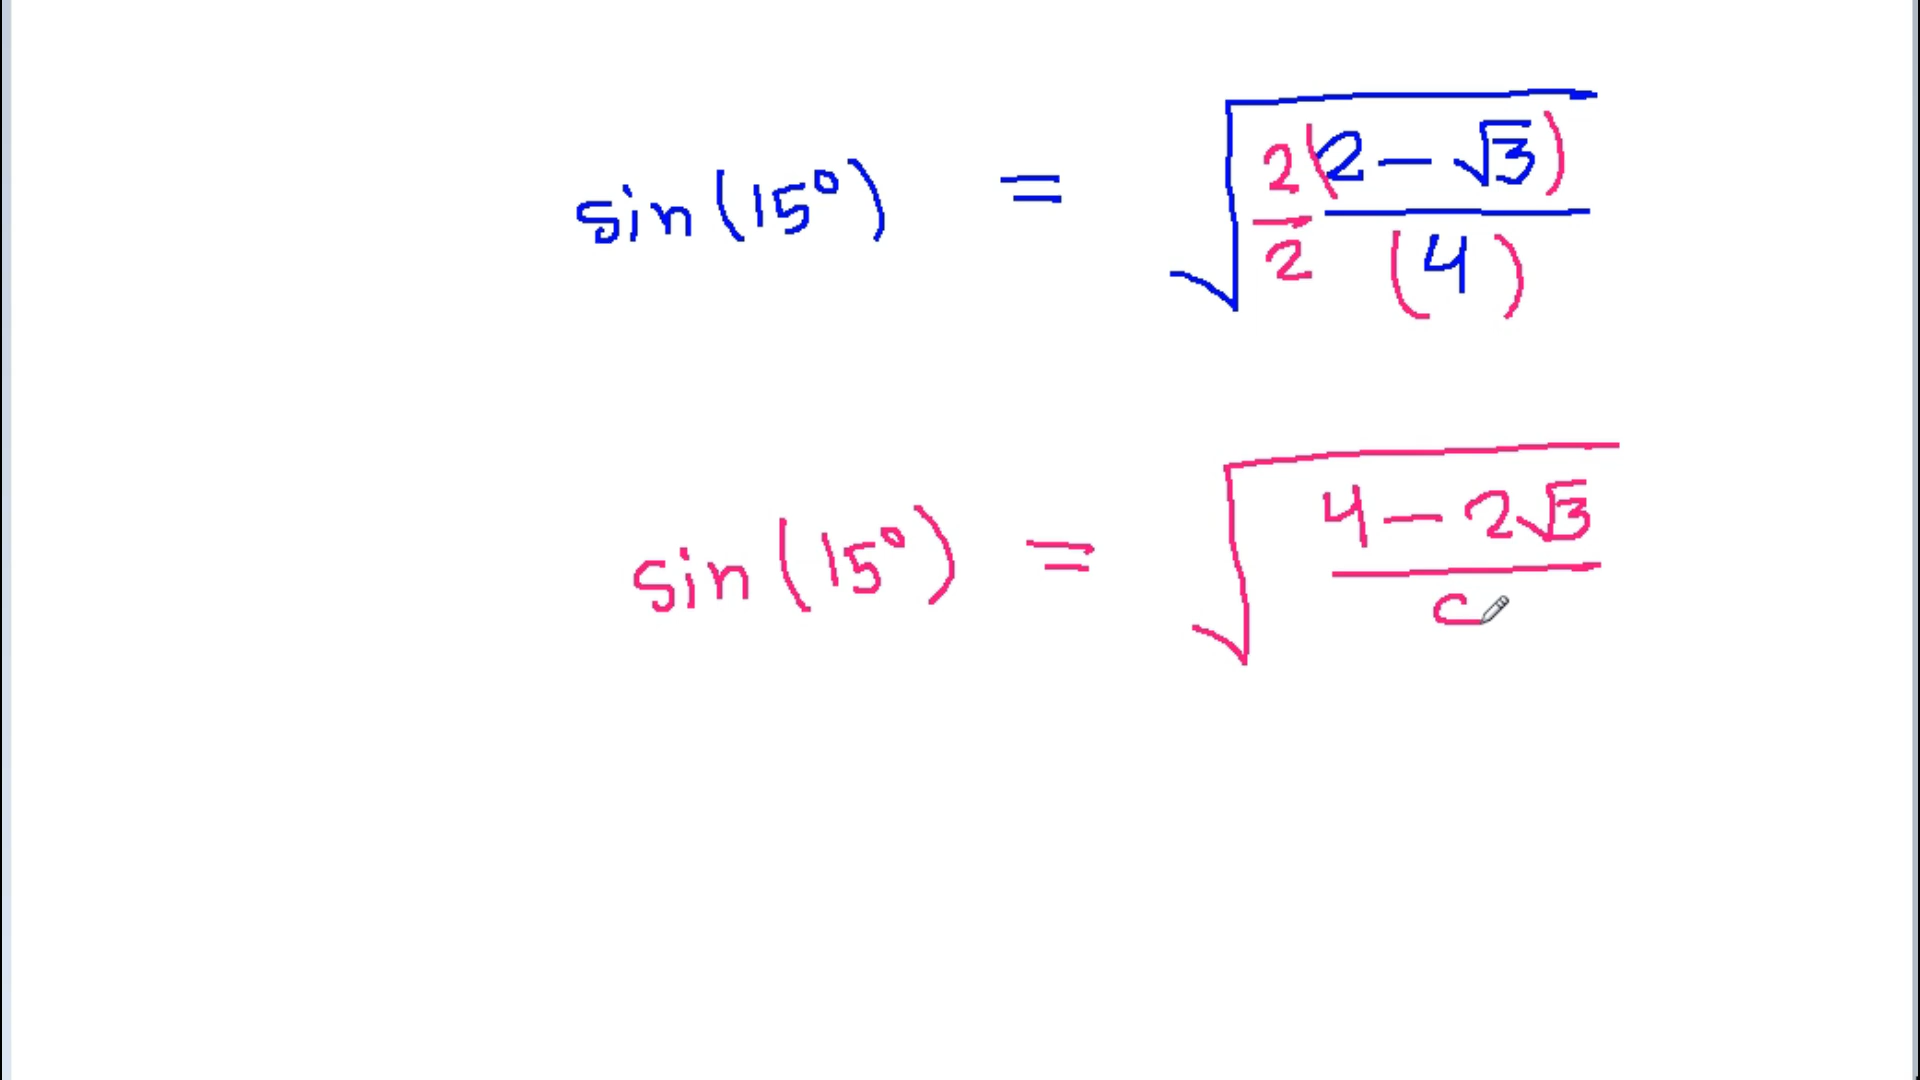 sin(15°) = √(2(2 - √3)/2(4))
sin(15°) = √((4 - 2√3)/